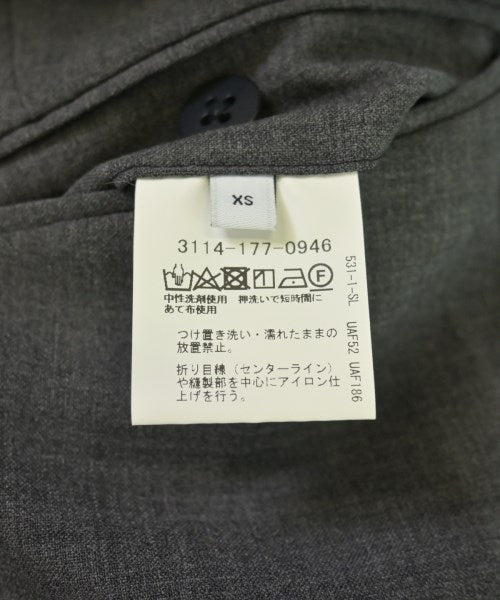 XS
3114-177-0946
中性洗剤使用 押洗いで短時間に
あて布使用
つけ置き洗い・濡れたままの
放置禁止。
折り目線（センターライン）
や縫製部を中心にアイロン仕
上げを行う。
531-1-SL UAF52 UAF186